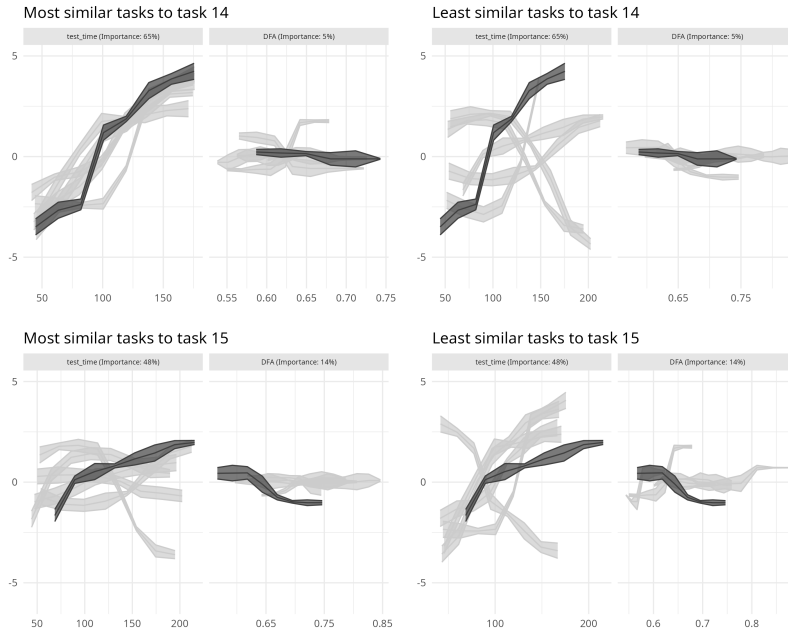 Most similar tasks to task 14
Least similar tasks to task 14
test_time (Importance: 65%)
DFA (Importance: 5%)
test_time (Importance: 65%)
DFA (Importance: 5%)
5
0
-5
5
0
-5
50 100 150 0.55 0.60 0.65 0.70 0.75
50 100 150 200 0.65 0.75
Most similar tasks to task 15
Least similar tasks to task 15
test_time (Importance: 48%)
DFA (Importance: 14%)
test_time (Importance: 48%)
DFA (Importance: 14%)
5
0
-5
5
0
-5
50 100 150 200 0.65 0.75 0.85
100 200 0.6 0.7 0.8